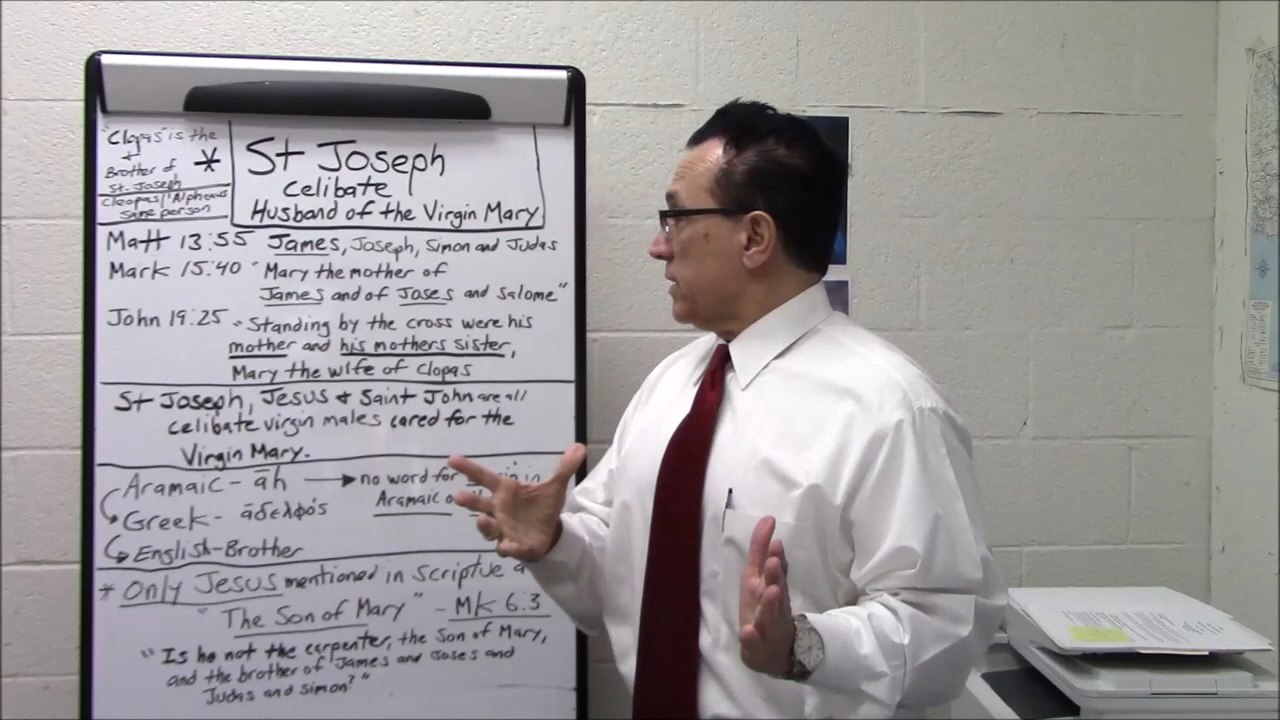 "Clopas" is the
Brother of *
St. Joseph
Cleopas/"Alpheus
same person
St Joseph
Celibate
Husband of the Virgin Mary
Matt 13:55 James, Joseph, Simon and Judas
Mark 15:40 "Mary the mother of
James and of Joses and Salome"
John 19:25 "Standing by the cross were his
mother and his mothers sister,
Mary the wife of Clopas
St Joseph, Jesus & Saint John are all
celibate virgin males cared for the
Virgin Mary.
Aramaic - āh → no word for in
Aramaic
Greek - āδελφός
English-Brother
* Only Jesus mentioned in Scriptue
"The Son of Mary" - Mk 6:3
"Is he not the carpenter, the Son of Mary,
and the brother of James and Joses and
Judas and Simon?"